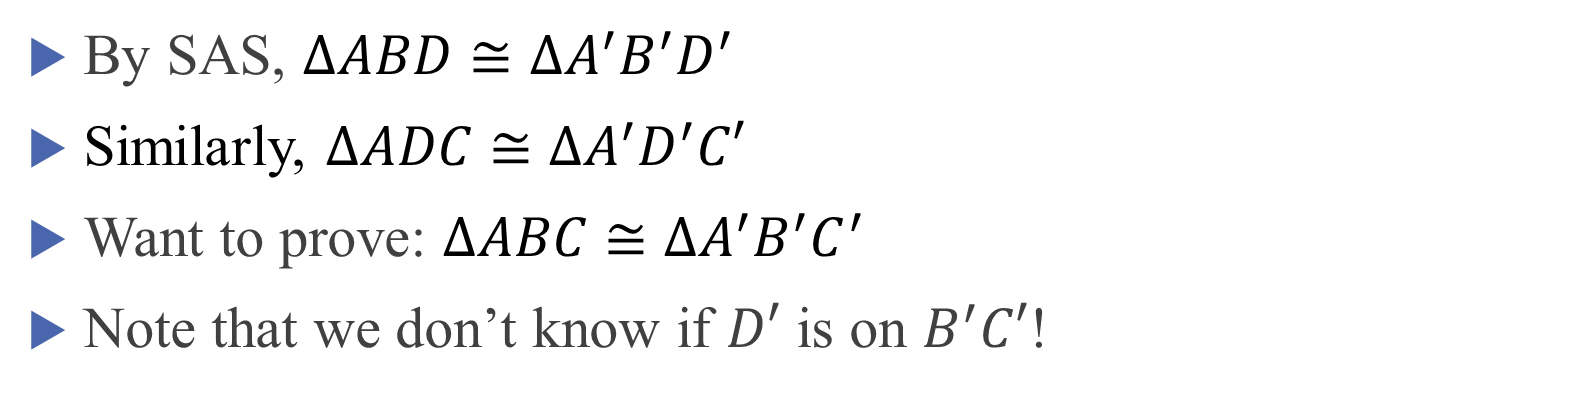 ▶ By SAS, Δ𝐴𝐵𝐷 ≅ Δ𝐴′𝐵′𝐷′
▶ Similarly, Δ𝐴𝐷𝐶 ≅ Δ𝐴′𝐷′𝐶′
▶ Want to prove: Δ𝐴𝐵𝐶 ≅ Δ𝐴′𝐵′𝐶′
▶ Note that we don’t know if 𝐷′ is on 𝐵′𝐶′!